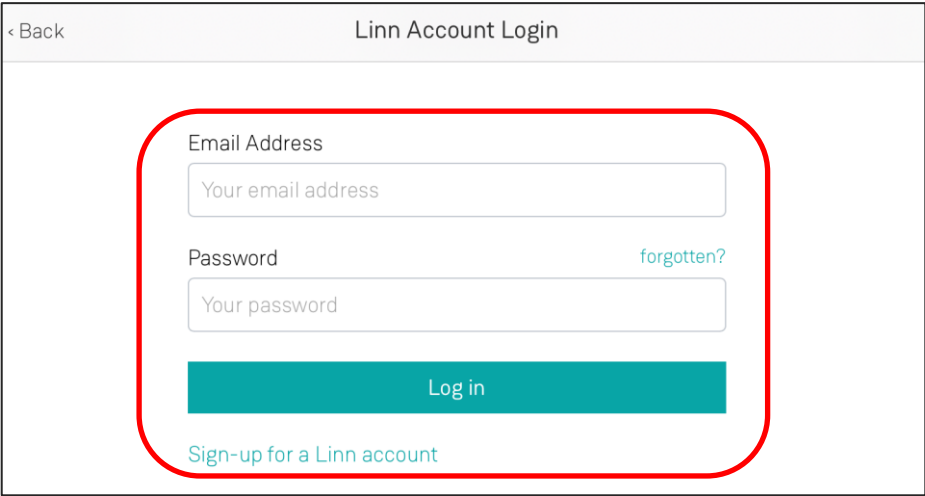 ‹ Back
Linn Account Login
Email Address
Your email address
Password
forgotten?
Your password
Log in
Sign-up for a Linn account